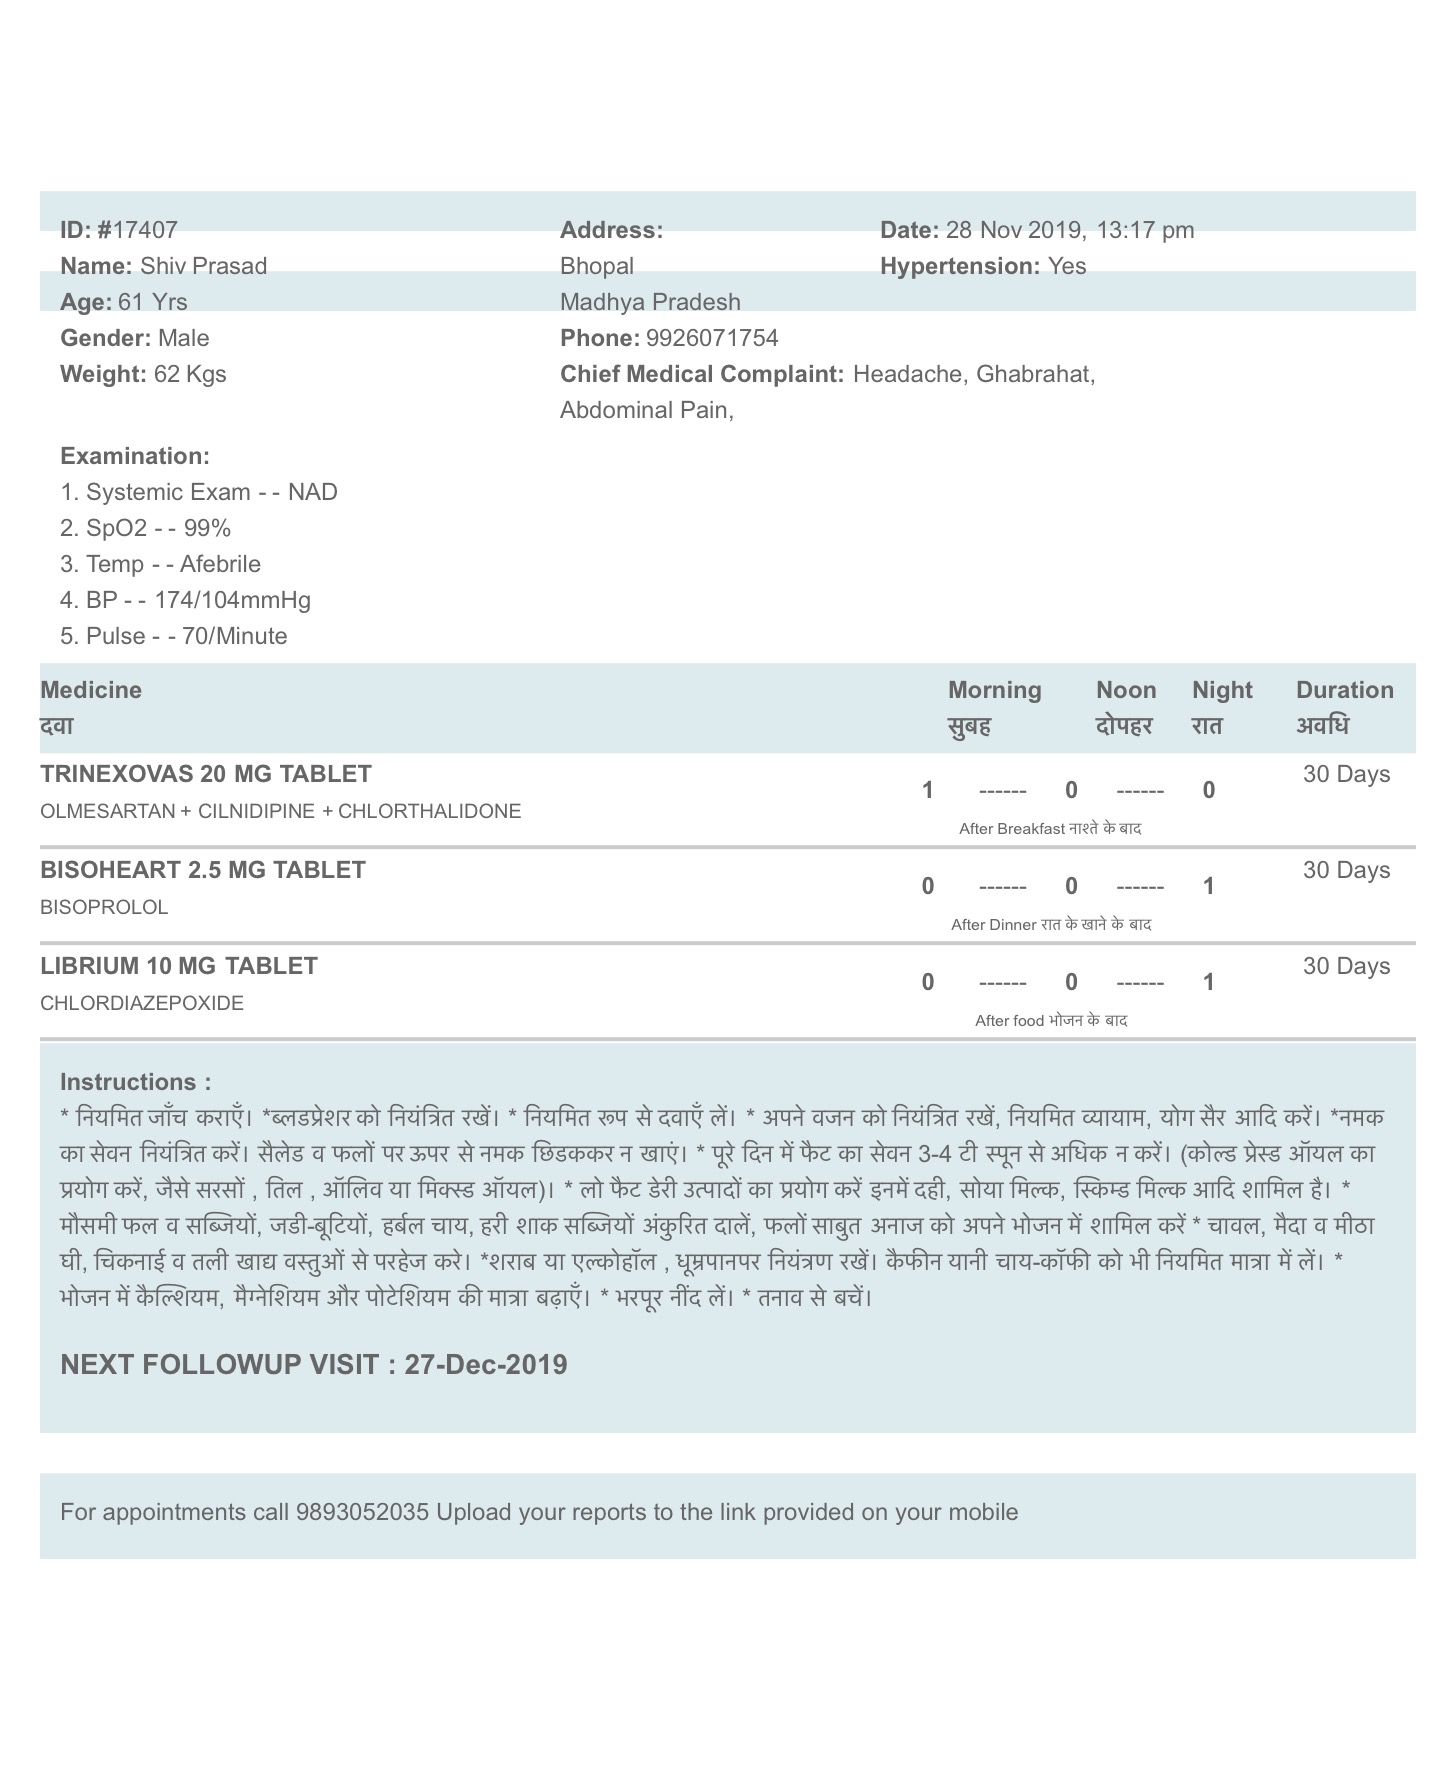 ID: #17407 Address: Date: 28 Nov 2019, 13:17 pm
Name: Shiv Prasad Bhopal Hypertension: Yes
Age: 61 Yrs Madhya Pradesh
Gender: Male Phone: 9926071754
Weight: 62 Kgs Chief Medical Complaint: Headache, Ghabrahat,
Abdominal Pain,
Examination:
1. Systemic Exam - - NAD
2. SpO2 - - 99%
3. Temp - - Afebrile
4. BP - - 174/104mmHg
5. Pulse - - 70/Minute
Medicine Morning Noon Night Duration
दवा सुबह दोपहर रात अवधि
TRINEXOVAS 20 MG TABLET 30 Days
1 ------ 0 ------ 0
OLMESARTAN + CILNIDIPINE + CHLORTHALIDONE
After Breakfast नाश्ते के बाद
BISOHEART 2.5 MG TABLET 30 Days
0 ------ 0 ------ 1
BISOPROLOL
After Dinner रात के खाने के बाद
LIBRIUM 10 MG TABLET 30 Days
0 ------ 0 ------ 1
CHLORDIAZEPOXIDE
After food भोजन के बाद
Instructions :
* नियमित जाँच कराएँ। *ब्लडप्रेशर को नियंत्रित रखें। * नियमित रूप से दवाएँ लें। * अपने वजन को नियंत्रित रखें, नियमित व्यायाम, योग सैर आदि करें। *नमक
का सेवन नियंत्रित करें। सैलेड व फलों पर ऊपर से नमक छिडककर न खाएं। * पूरे दिन में फैट का सेवन 3-4 टी स्पून से अधिक न करें। (कोल्ड प्रेस्ड ऑयल का
प्रयोग करें, जैसे सरसों , तिल , ऑलिव या मिक्स्ड ऑयल)। * लो फैट डेरी उत्पादों का प्रयोग करें इनमें दही, सोया मिल्क, स्किम्ड मिल्क आदि शामिल है। *
मौसमी फल व सब्जियों, जडी-बूटियों, हर्बल चाय, हरी शाक सब्जियों अंकुरित दालें, फलों साबुत अनाज को अपने भोजन में शामिल करें * चावल, मैदा व मीठा
घी, चिकनाई व तली खाद्य वस्तुओं से परहेज करे। *शराब या एल्कोहॉल , धूम्रपानपर नियंत्रण रखें। कैफीन यानी चाय-कॉफी को भी नियमित मात्रा में लें। *
भोजन में कैल्शियम, मैग्नेशियम और पोटेशियम की मात्रा बढ़ाएँ। * भरपूर नींद लें। * तनाव से बचें।
NEXT FOLLOWUP VISIT : 27-Dec-2019
For appointments call 9893052035 Upload your reports to the link provided on your mobile